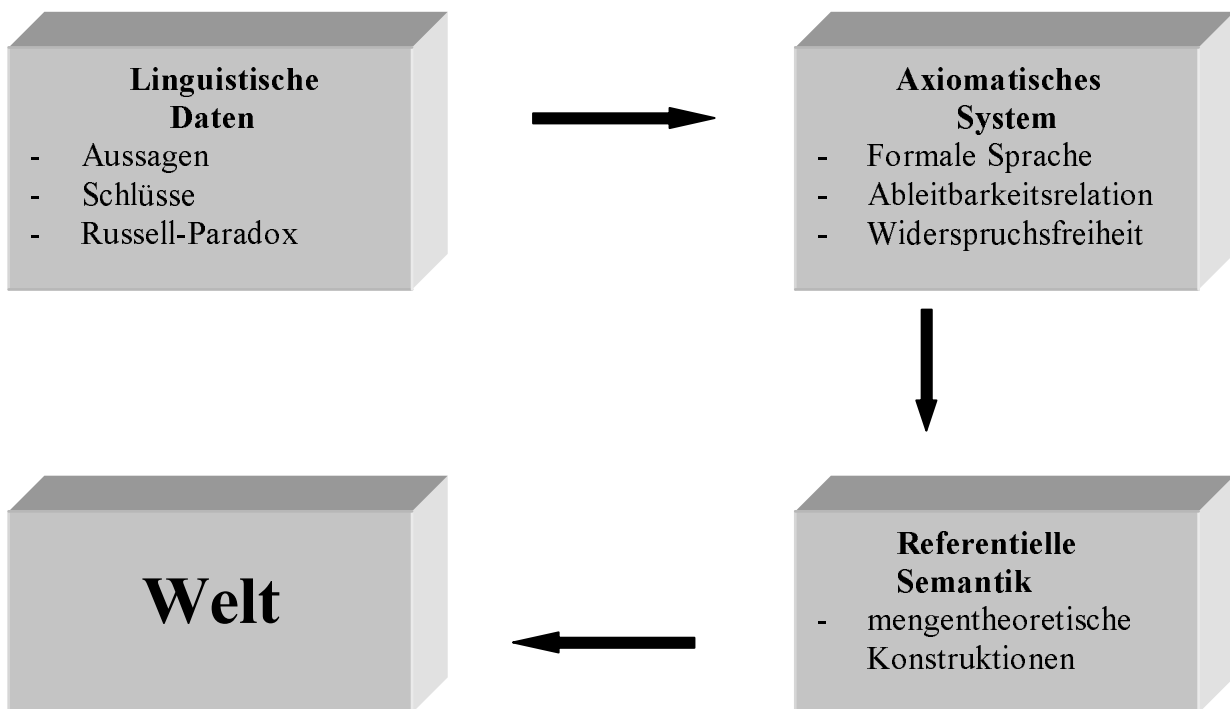 Linguistische
Daten
- Aussagen
- Schlüsse
- Russell-Paradox
Axiomatisches
System
- Formale Sprache
- Ableitbarkeitsrelation
- Widerspruchsfreiheit
Welt
Referentielle
Semantik
- mengentheoretische
Konstruktionen